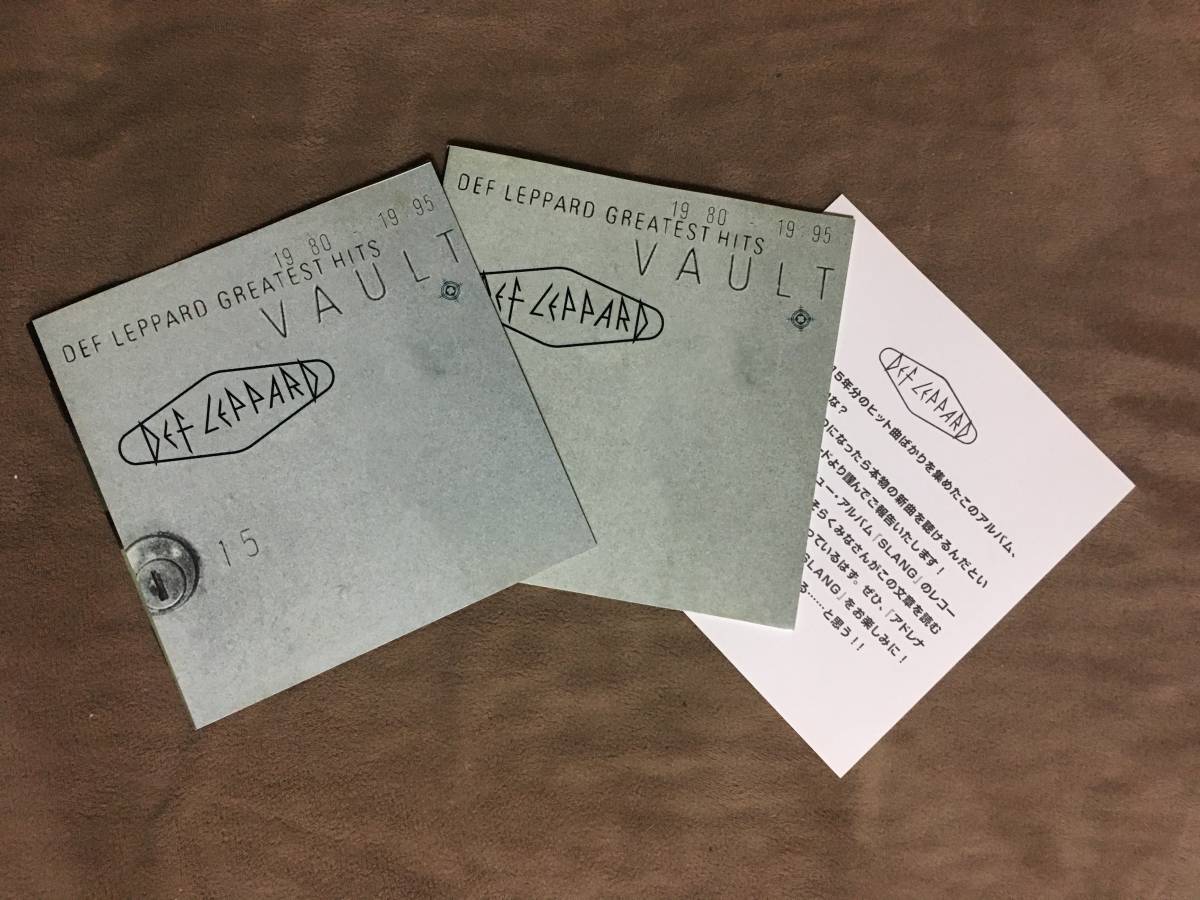 19 80 - 19 95
DEF LEPPARD GREATEST HITS
VAULT
DEF LEPPARD
15
19 80 - 19 95
DEF LEPPARD GREATEST HITS
VAULT
DEF LEPPARD
DEF LEPPARD
15年分のヒット曲ばかりを集めたこのアルバム、
な?
になったら本物の新曲を聴けるんだとい
ードより謹んでご報告いたします!
ュー・アルバム『SLANG』のレコー
そらくみなさんがこの文章を読む
っているはず。ぜひ、『アドレナ
SLANG』をお楽しみに!
る……と思う!!